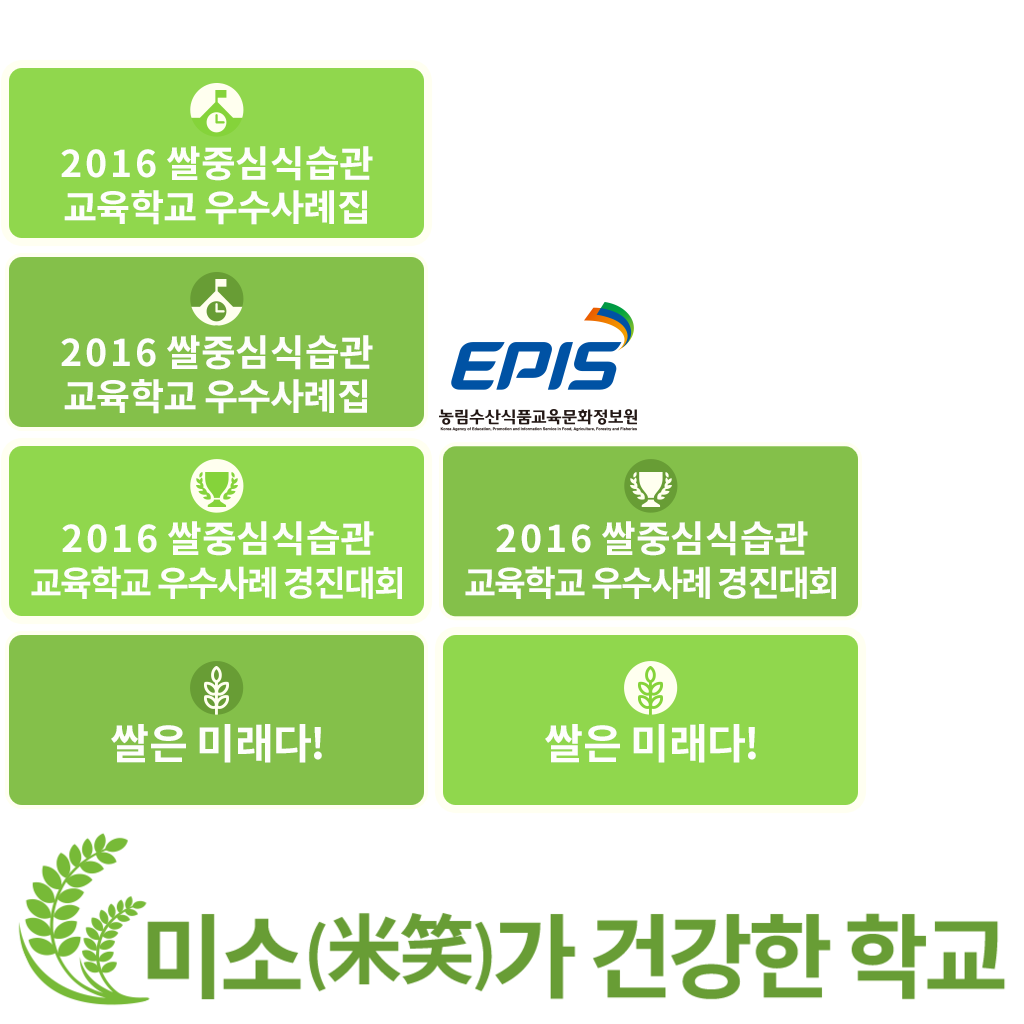 2016 쌀중심식습관
교육학교 우수사례집
2016 쌀중심식습관
교육학교 우수사례집
EPIS
농림수산식품교육문화정보원
Korea Agency of Education, Promotion and Information Service in Food, Agriculture, Forestry and Fisheries
2016 쌀중심식습관
교육학교 우수사례 경진대회
2016 쌀중심식습관
교육학교 우수사례 경진대회
쌀은 미래다!
쌀은 미래다!
미소(米笑)가 건강한 학교